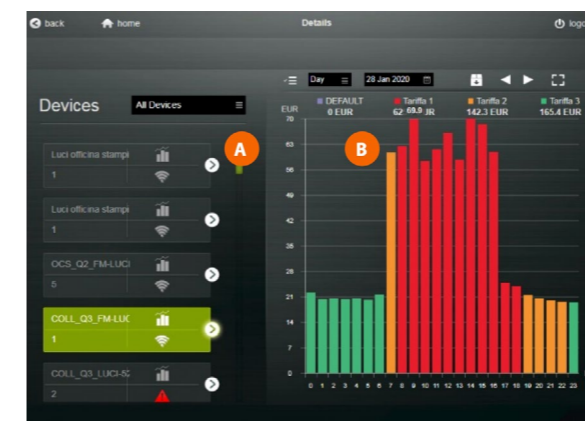 back home Details logo
Day 28 Jan 2020
Devices All Devices
EUR DEFAULT Tariffa 1 Tariffa 2 Tariffa 3
0 EUR 62 69.9 JR 142.3 EUR 165.4 EUR
A
B
Luci officina stampi
1
Luci officina stampi
1
OCS_Q2_FM-LUCI
5
COLL_Q3_FM-LUC
1
COLL_Q3_LUCI-S
2
70
63
56
49
42
35
28
21
14
7
0
0 1 2 3 4 5 6 7 8 9 10 11 12 13 14 15 16 17 18 19 20 21 22 23